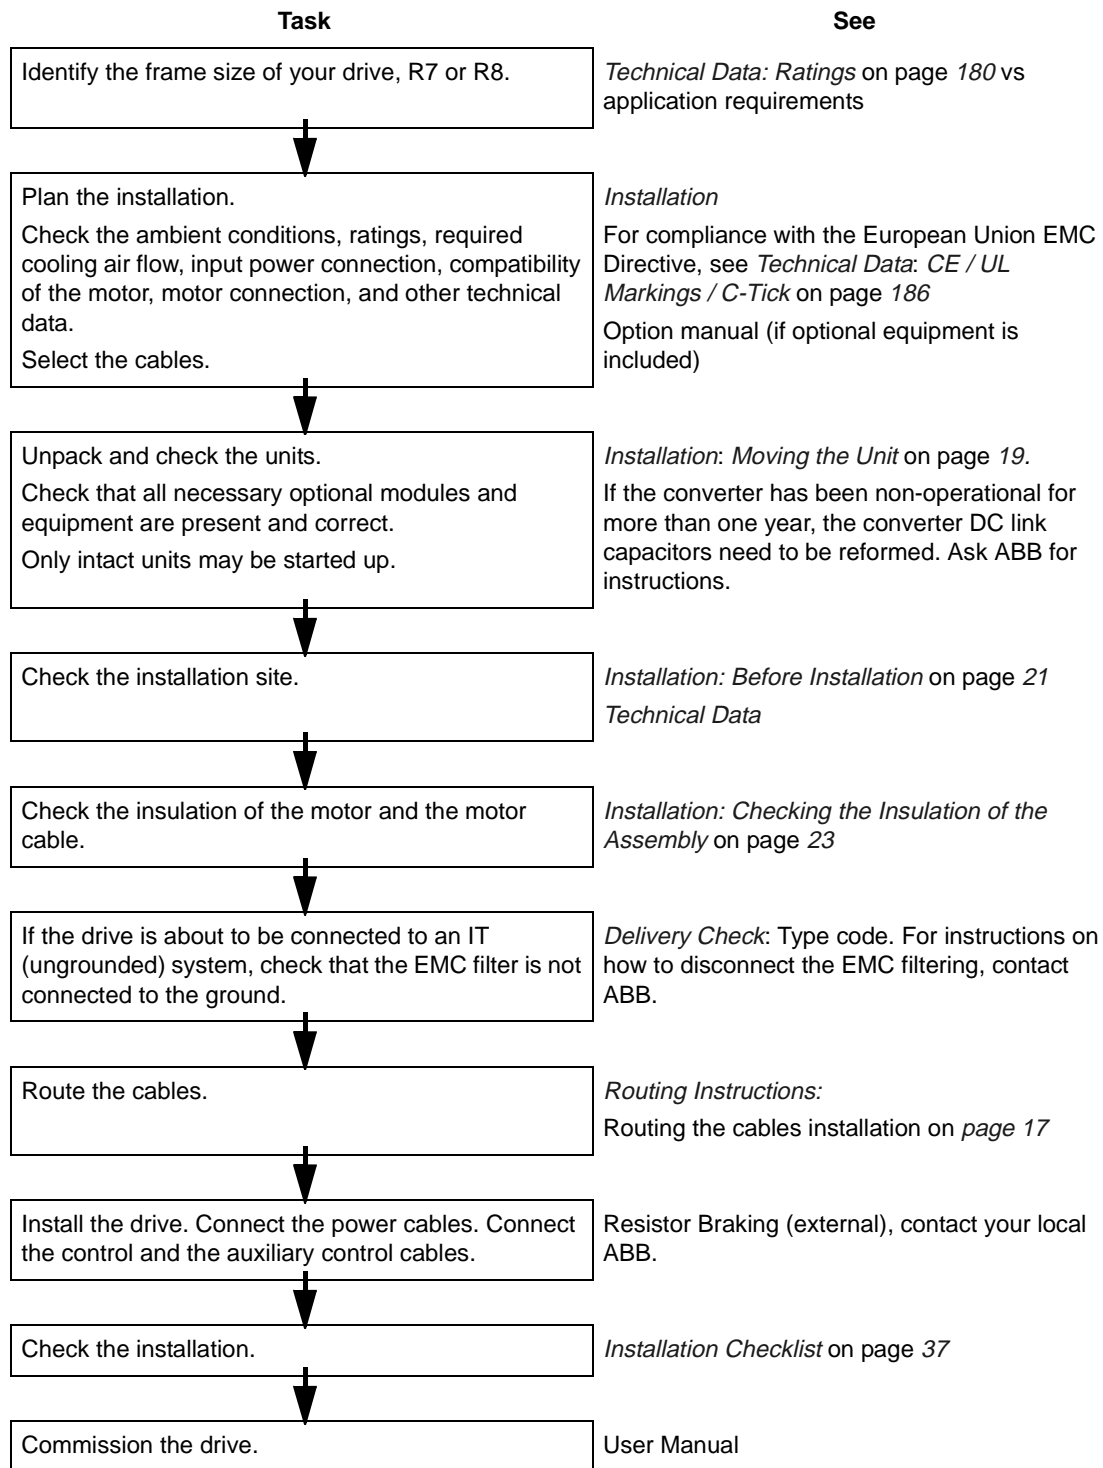 Task
See
Identify the frame size of your drive, R7 or R8.
Technical Data: Ratings on page 180 vs
application requirements
Plan the installation.
Check the ambient conditions, ratings, required
cooling air flow, input power connection, compatibility
of the motor, motor connection, and other technical
data.
Select the cables.
Installation
For compliance with the European Union EMC
Directive, see Technical Data: CE / UL
Markings / C-Tick on page 186
Option manual (if optional equipment is
included)
Unpack and check the units.
Check that all necessary optional modules and
equipment are present and correct.
Only intact units may be started up.
Installation: Moving the Unit on page 19.
If the converter has been non-operational for
more than one year, the converter DC link
capacitors need to be reformed. Ask ABB for
instructions.
Check the installation site.
Installation: Before Installation on page 21
Technical Data
Check the insulation of the motor and the motor
cable.
Installation: Checking the Insulation of the
Assembly on page 23
If the drive is about to be connected to an IT
(ungrounded) system, check that the EMC filter is not
connected to the ground.
Delivery Check: Type code. For instructions on
how to disconnect the EMC filtering, contact
ABB.
Route the cables.
Routing Instructions:
Routing the cables installation on page 17
Install the drive. Connect the power cables. Connect
the control and the auxiliary control cables.
Resistor Braking (external), contact your local
ABB.
Check the installation.
Installation Checklist on page 37
Commission the drive.
User Manual